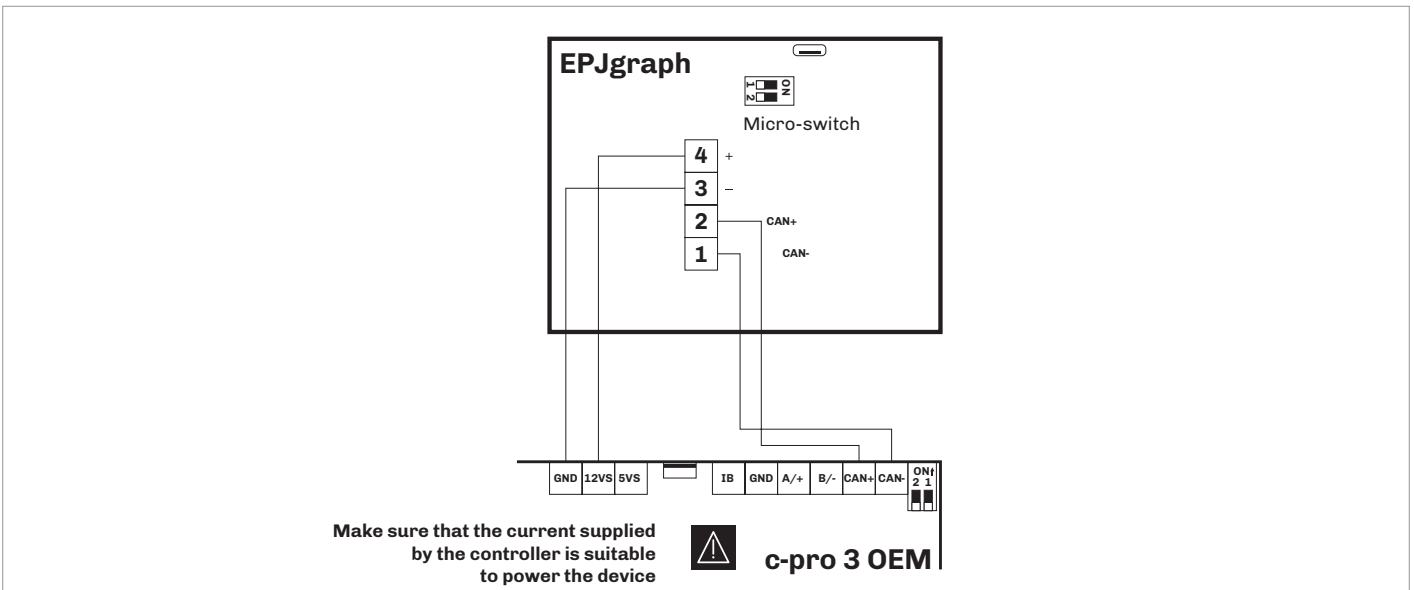 EPJgraph
1 2 ON
Micro-switch
4 +
3 –
2 CAN+
1 CAN-
GND 12VS 5VS IB GND A/+ B/- CAN+ CAN- ON↑
2 1
Make sure that the current supplied
by the controller is suitable
to power the device
c-pro 3 OEM